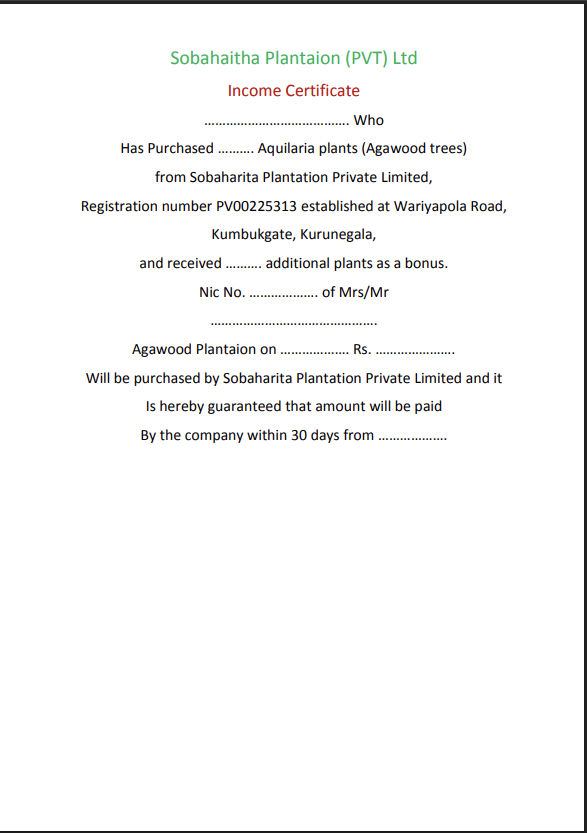 Sobahaitha Plantaion (PVT) Ltd
Income Certificate
……………………………………. Who
Has Purchased ………. Aquilaria plants (Agawood trees)
from Sobaharita Plantation Private Limited,
Registration number PV00225313 established at Wariyapola Road,
Kumbukgate, Kurunegala,
and received ………. additional plants as a bonus.
Nic No. ………………. of Mrs/Mr
……………………………………….
Agawood Plantaion on ………………. Rs. ………………….
Will be purchased by Sobaharita Plantation Private Limited and it
Is hereby guaranteed that amount will be paid
By the company within 30 days from ……………….